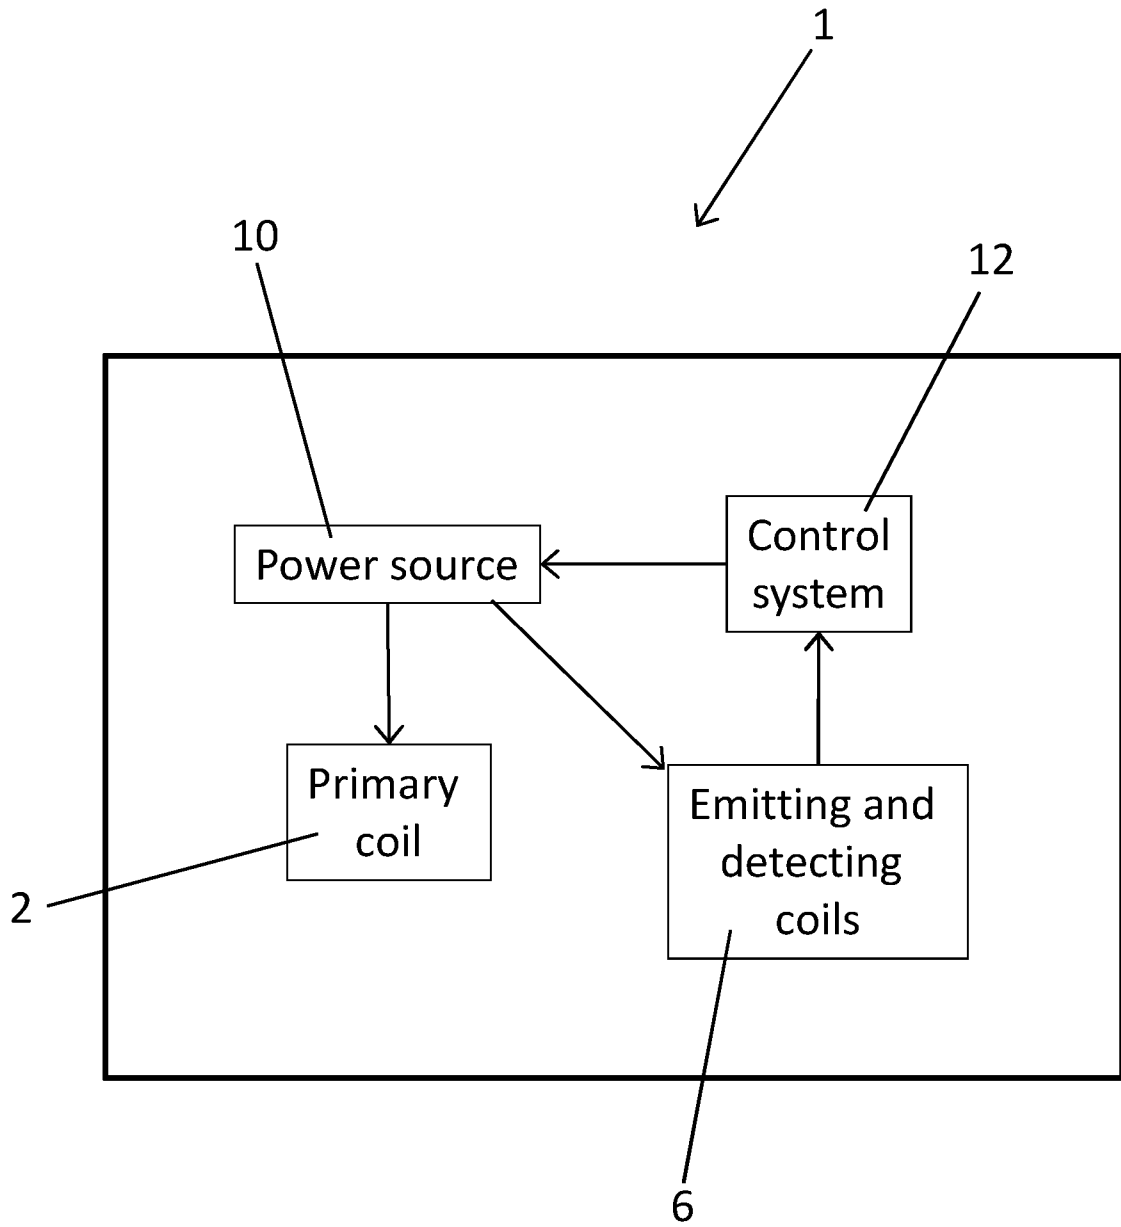 1
10
12
Power source
Control
system
Primary
coil
Emitting and
detecting
coils
2
6